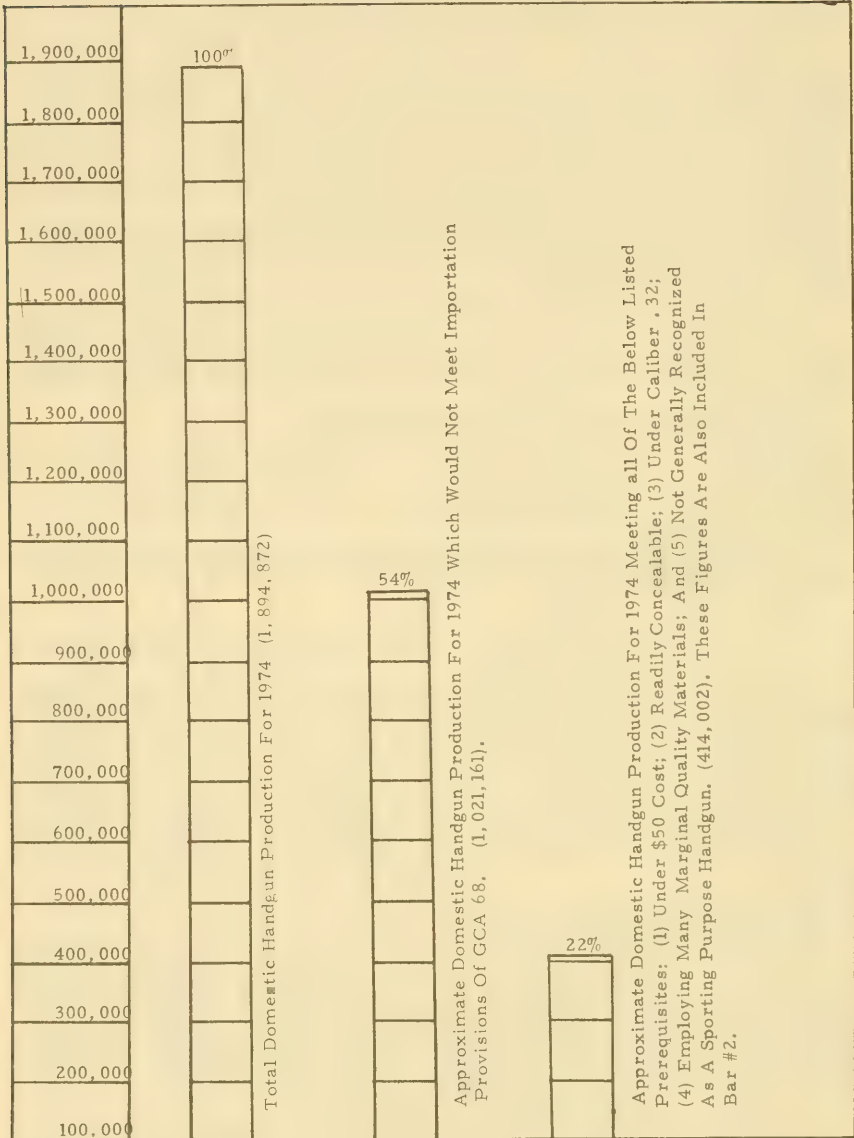 1,900,000
1,800,000
1,700,000
1,600,000
1,500,000
1,400,000
1,300,000
1,200,000
1,100,000
1,000,000
900,000
800,000
700,000
600,000
500,000
400,000
300,000
200,000
100,000
100%
Total Domestic Handgun Production For 1974 (1,894,872)
54%
Approximate Domestic Handgun Production For 1974 Which Would Not Meet Importation
Provisions Of GCA 68. (1,021,161).
22%
Approximate Domestic Handgun Production For 1974 Meeting all Of The Below Listed
Prerequisites: (1) Under $50 Cost; (2) Readily Concealable; (3) Under Caliber .32;
(4) Employing Many Marginal Quality Materials; And (5) Not Generally Recognized
As A Sporting Purpose Handgun. (414,002). These Figures Are Also Included In
Bar #2.